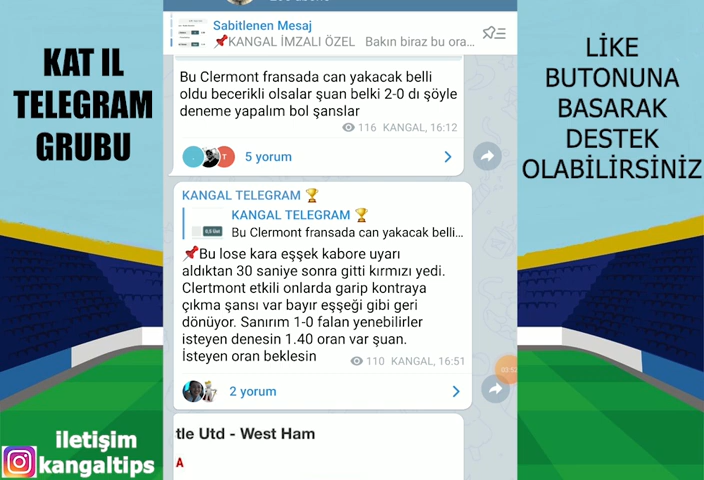 KAT IL
TELEGRAM
GRUBU
Sabitlenen Mesaj
📌KANGAL İMZALI ÖZEL Bakın biraz bu ora...
Bu Clermont fransada can yakacak belli
oldu becerikli olsalar şuan belki 2-0 dı şöyle
deneme yapalım bol şanslar
116 KANGAL, 16:12
T
5 yorum
KANGAL TELEGRAM 🏆
KANGAL TELEGRAM 🏆
Bu Clermont fransada can yakacak belli...
📌Bu lose kara eşşek kabore uyarı
aldıktan 30 saniye sonra gitti kırmızı yedi.
Clertmont etkili onlarda garip kontraya
çıkma şansı var bayır eşşeği gibi geri
dönüyor. Sanırım 1-0 falan yenebilirler
isteyen denesin 1.40 oran var şuan.
İsteyen oran beklesin
110 KANGAL, 16:51
2 yorum
tle Utd - West Ham
A
LİKE
BUTONUNA
BASARAK
DESTEK
OLABİLİRSİNİZ
iletişim
kangaltips